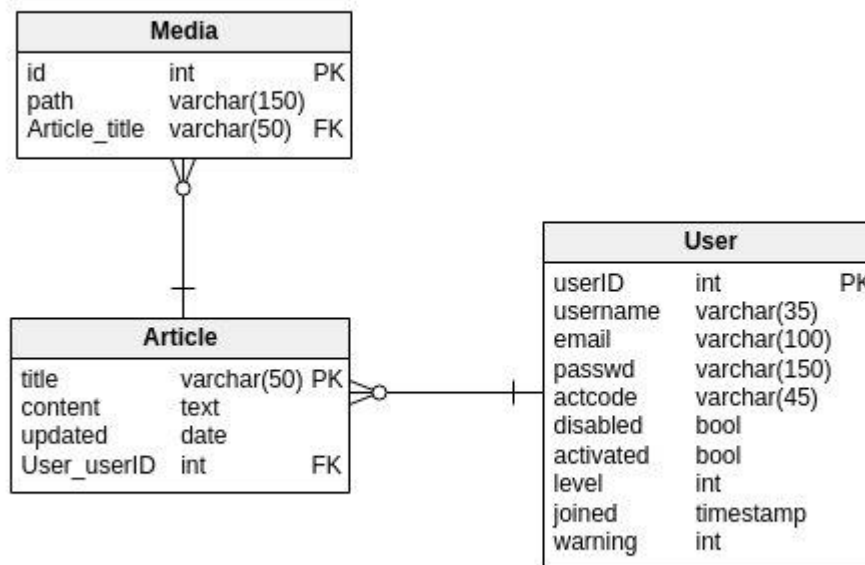 Media
id int PK
path varchar(150)
Article_title varchar(50) FK
Article
title varchar(50) PK
content text
updated date
User_userID int FK
User
userID int PK
username varchar(35)
email varchar(100)
passwd varchar(150)
actcode varchar(45)
disabled bool
activated bool
level int
joined timestamp
warning int